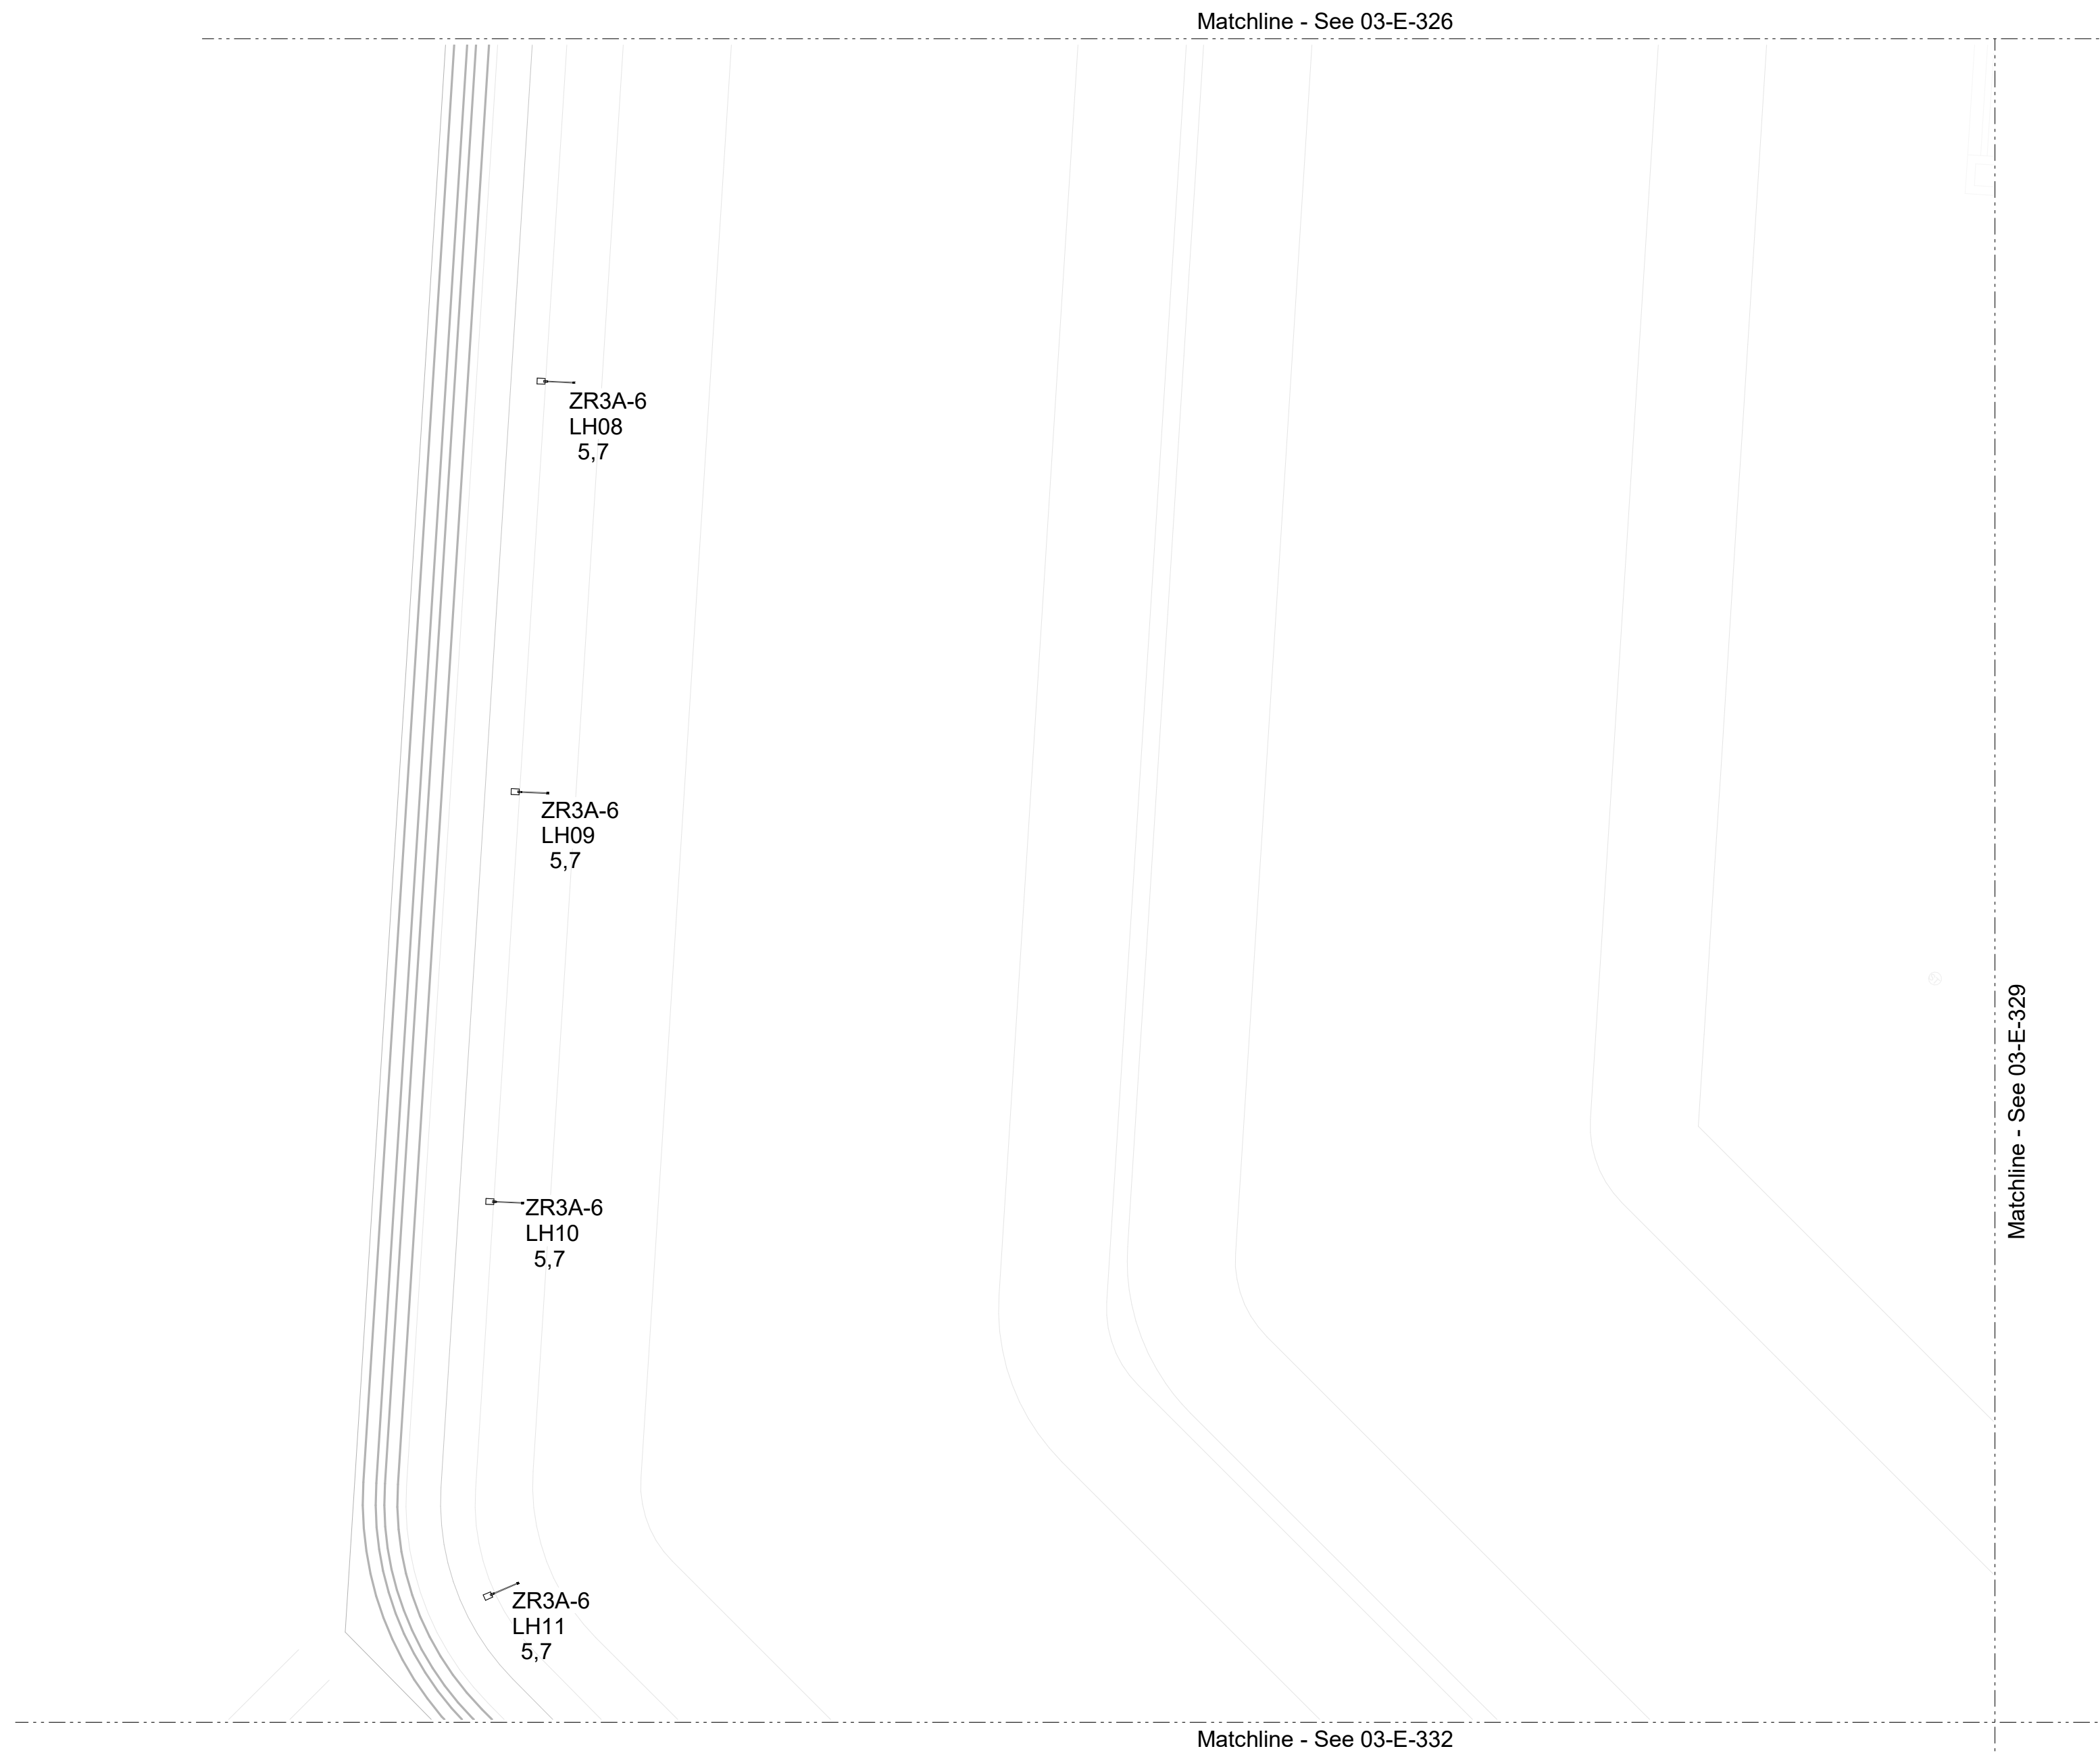 Matchline - See 03-E-326
ZR3A-6
LH08
5,7
ZR3A-6
LH09
5,7
Matchline - See 03-E-329
ZR3A-6
LH10
5,7
ZR3A-6
LH11
5,7
Matchline - See 03-E-332